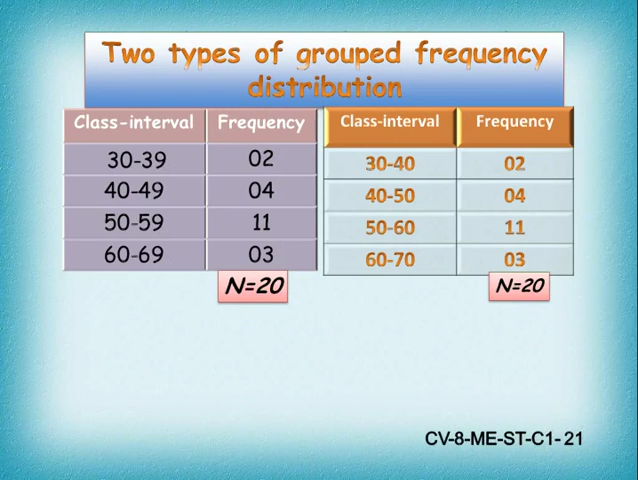 Two types of grouped frequency
distribution
Class-interval Frequency
30-39 02
40-49 04
50-59 11
60-69 03
N=20
Class-interval Frequency
30-40 02
40-50 04
50-60 11
60-70 03
N=20
CV-8-ME-ST-C1-21